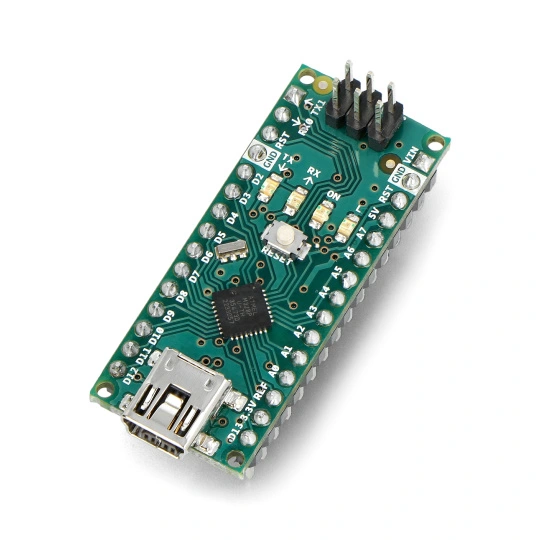 TX1
RX0
RST
GND
D2
D3
D4
D5
D6
D7
D8
D9
D10
D11
D12
TX
RX
ON
L
RESET
VIN
GND
RST
5V
A7
A6
A5
A4
A3
A2
A1
A0
REF
3.3V
D13